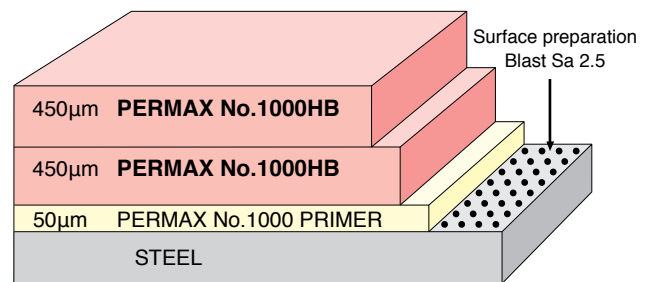 Surface preparation
Blast Sa 2.5
450μm PERMAX No.1000HB
450μm PERMAX No.1000HB
50μm PERMAX No.1000 PRIMER
STEEL